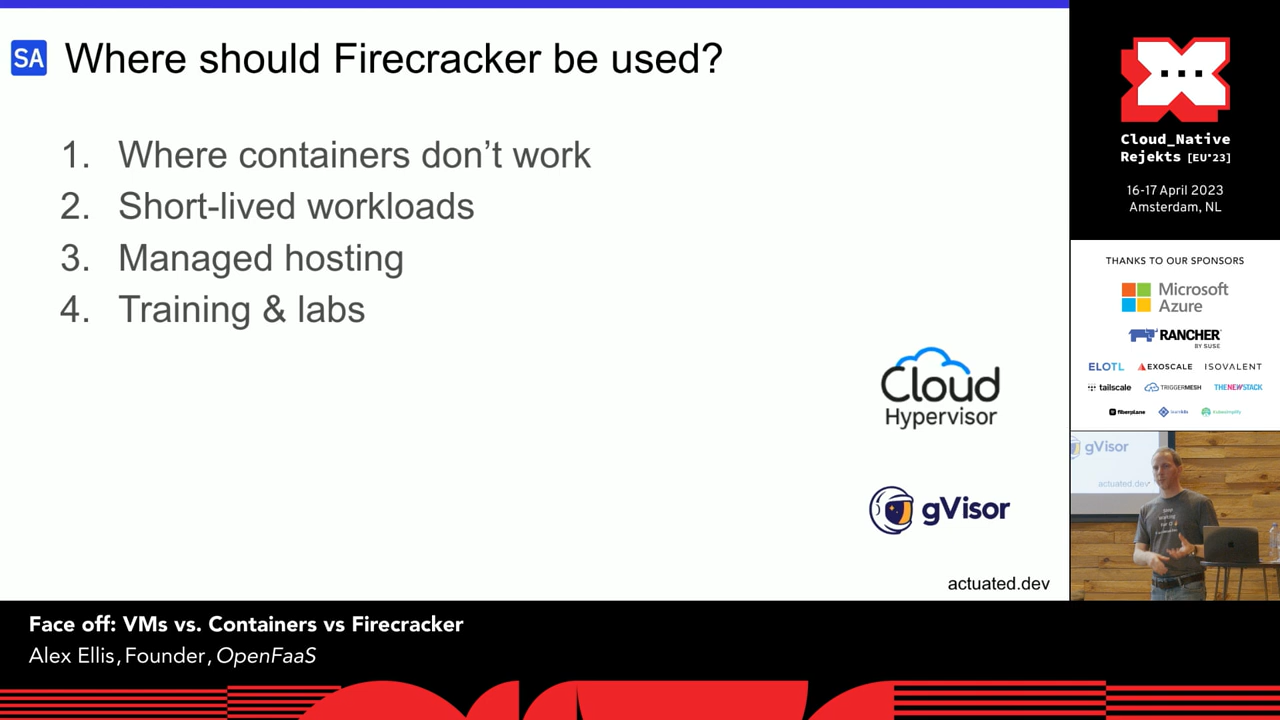 SA
Where should Firecracker be used?
1. Where containers don’t work
2. Short-lived workloads
3. Managed hosting
4. Training & labs
Cloud
Hypervisor
gVisor
actuated.dev
Cloud_Native
Rejekts [EU*23]
16-17 April 2023
Amsterdam, NL
THANKS TO OUR SPONSORS
Microsoft
Azure
RANCHER
BY SUSE
ELOTL EXOSCALE ISOVALENT
tailscale TRIGGERMESH THENEWSTACK
fiberplane
gVisor
actuated.dev
Face off: VMs vs. Containers vs Firecracker
Alex Ellis, Founder, OpenFaaS